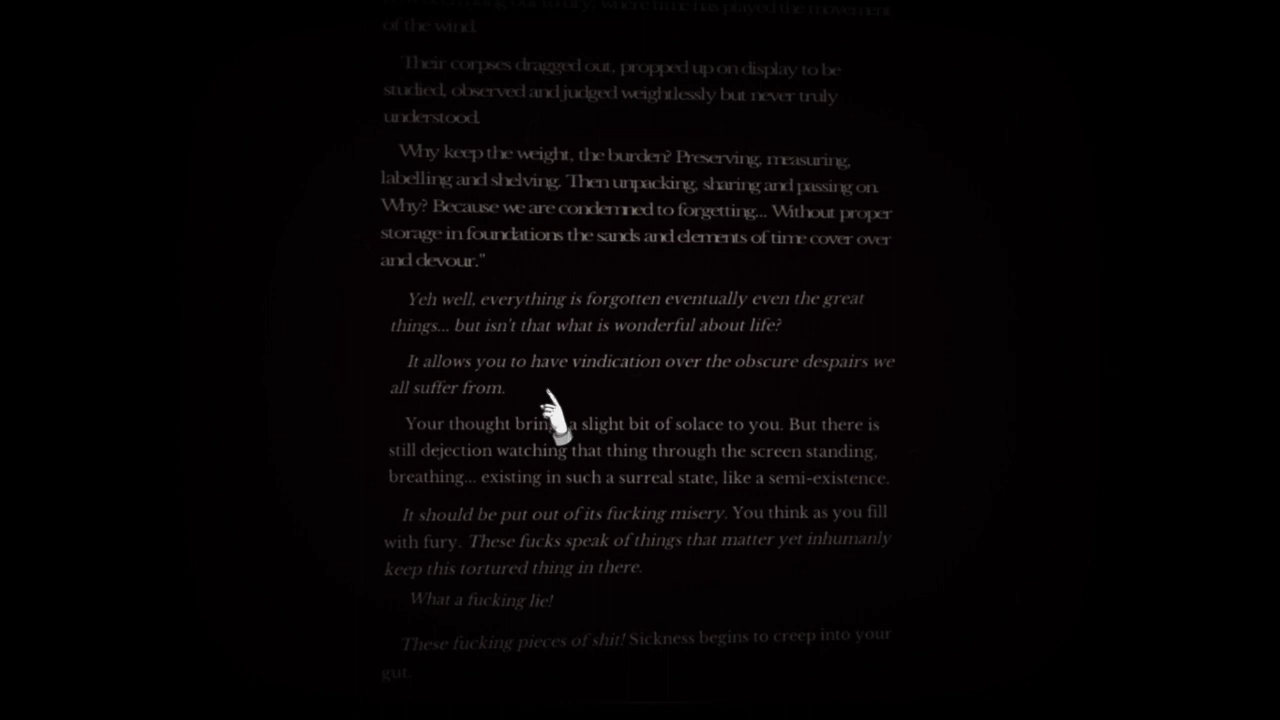 where time has played the movement
of the wind.
Their corpses dragged out, propped up on display to be
studied, observed and judged weightlessly but never truly
understood.
Why keep the weight, the burden? Preserving, measuring,
labelling and shelving. Then unpacking, sharing and passing on.
Why? Because we are condemned to forgetting... Without proper
storage in foundations the sands and elements of time cover over
and devour."
Yeh well, everything is forgotten eventually even the great
things... but isn't that what is wonderful about life?
It allows you to have vindication over the obscure despairs we
all suffer from.
Your thought a slight bit of solace to you. But there is
still dejection watching that thing through the screen standing,
breathing... existing in such a surreal state, like a semi-existence.
It should be put out of its fucking misery. You think as you fill
with fury. These fucks speak of things that matter yet inhumanly
keep this tortured thing in there.
What a fucking lie!
These fucking pieces of shit! Sickness begins to creep into your
gut.